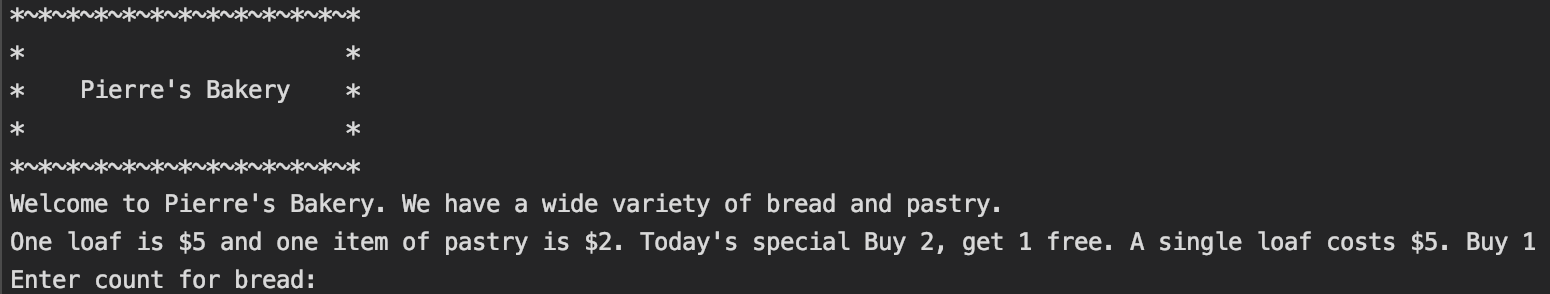 *~*~*~*~*~*~*~*~*~*~*~*~*
*                       *
*    Pierre's Bakery    *
*                       *
*~*~*~*~*~*~*~*~*~*~*~*~*
Welcome to Pierre's Bakery. We have a wide variety of bread and pastry.
One loaf is $5 and one item of pastry is $2. Today's special Buy 2, get 1 free. A single loaf costs $5. Buy 1
Enter count for bread: